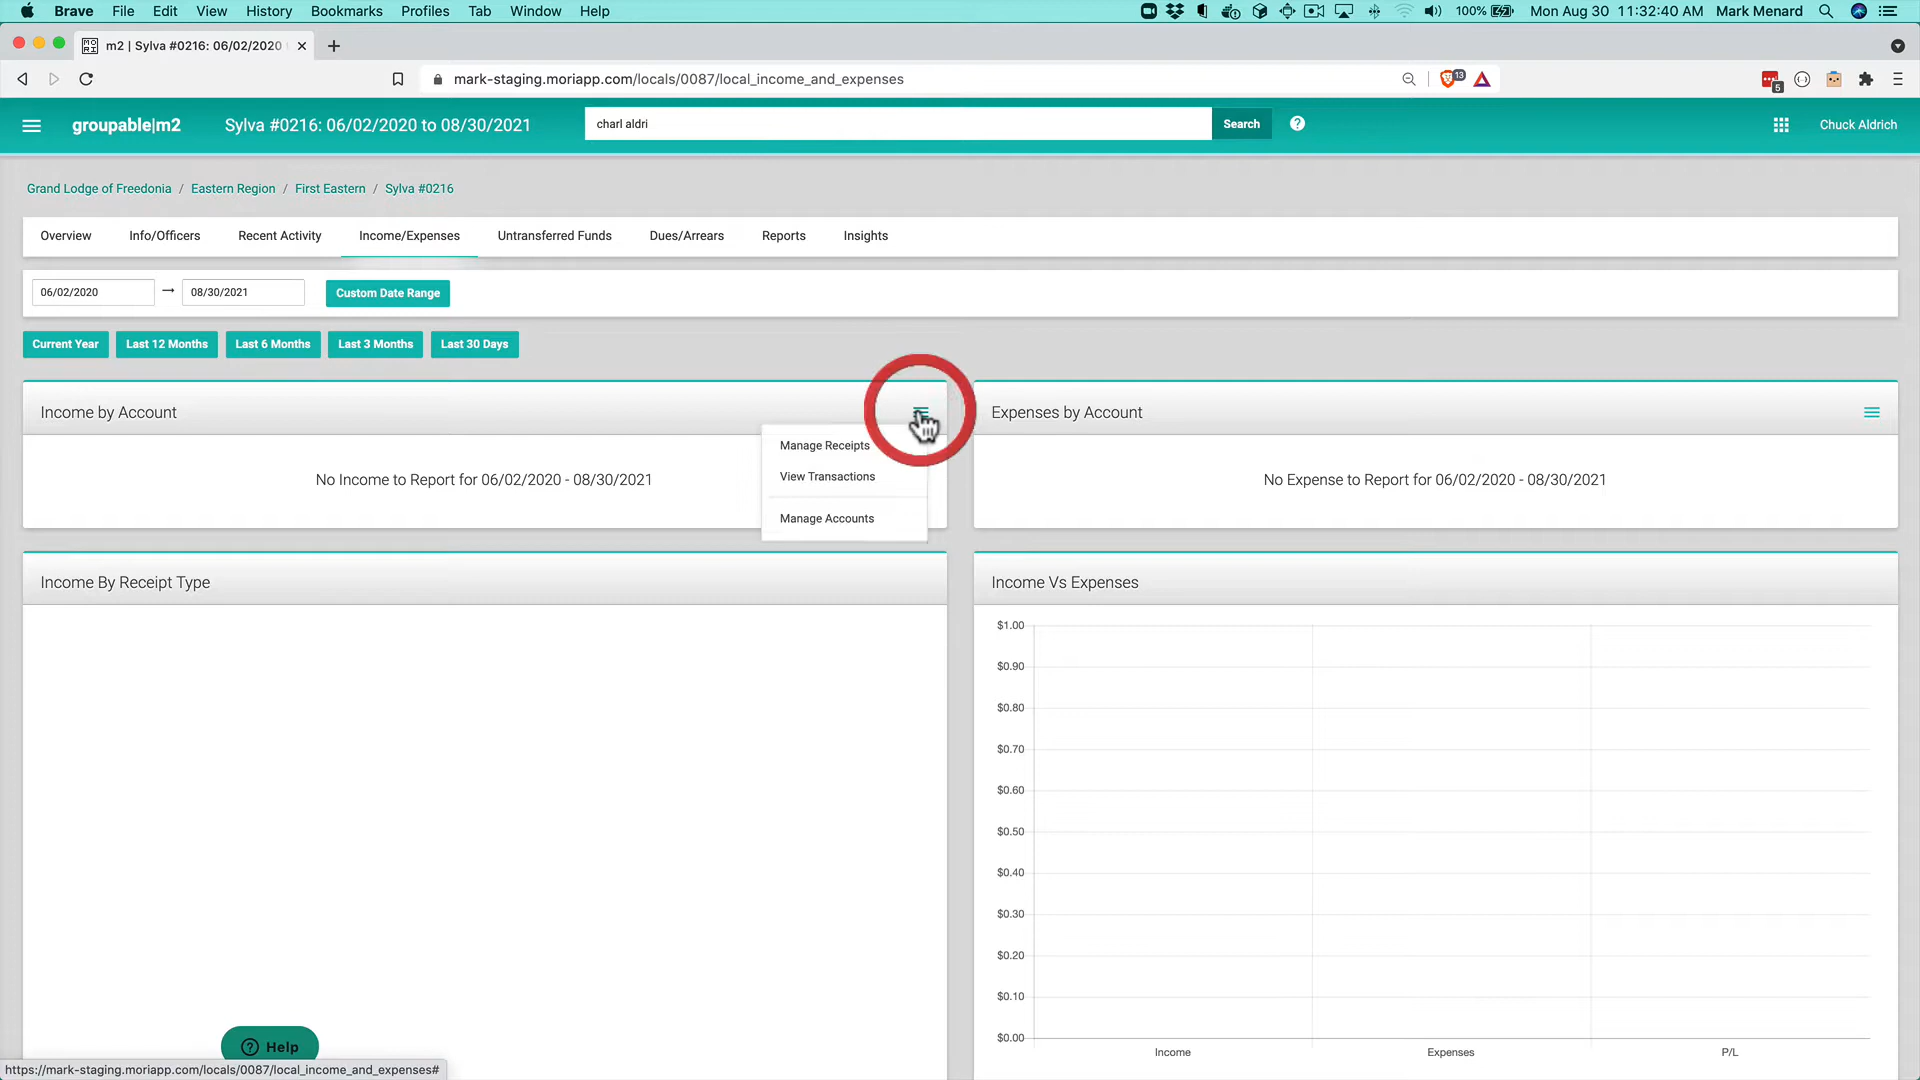 Brave File Edit View History Bookmarks Profiles Tab Window Help 100% Mon Aug 30 11:32:40 AM Mark Menard
m2 | Sylva #0216: 06/02/2020
mark-staging.moriapp.com/locals/0087/local_income_and_expenses 13 5
groupable|m2 Sylva #0216: 06/02/2020 to 08/30/2021 charl aldri Search Chuck Aldrich
Grand Lodge of Freedonia / Eastern Region / First Eastern / Sylva #0216
Overview Info/Officers Recent Activity Income/Expenses Untransferred Funds Dues/Arrears Reports Insights
06/02/2020 → 08/30/2021 Custom Date Range
Current Year Last 12 Months Last 6 Months Last 3 Months Last 30 Days
Income by Account
Manage Receipts
View Transactions
Manage Accounts
No Income to Report for 06/02/2020 - 08/30/2021
Expenses by Account
No Expense to Report for 06/02/2020 - 08/30/2021
Income By Receipt Type
Income Vs Expenses
$1.00
$0.90
$0.80
$0.70
$0.60
$0.50
$0.40
$0.30
$0.20
$0.10
$0.00
Income Expenses P/L
? Help
https://mark-staging.moriapp.com/locals/0087/local_income_and_expenses#